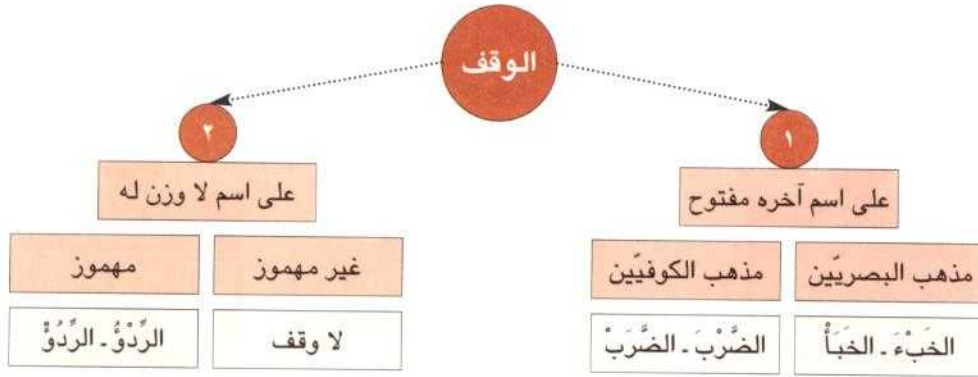 الوقف
١ ٢
على اسم آخره مفتوح على اسم لا وزن له
مذهب البصريّين مذهب الكوفيّين غير مهموز مهموز
الخَبْءَ ـ الخَبَأْ الضَّرْبَ ـ الضَّرَبْ لا وقف الرِّدْؤُ ـ الرِّدُؤْ